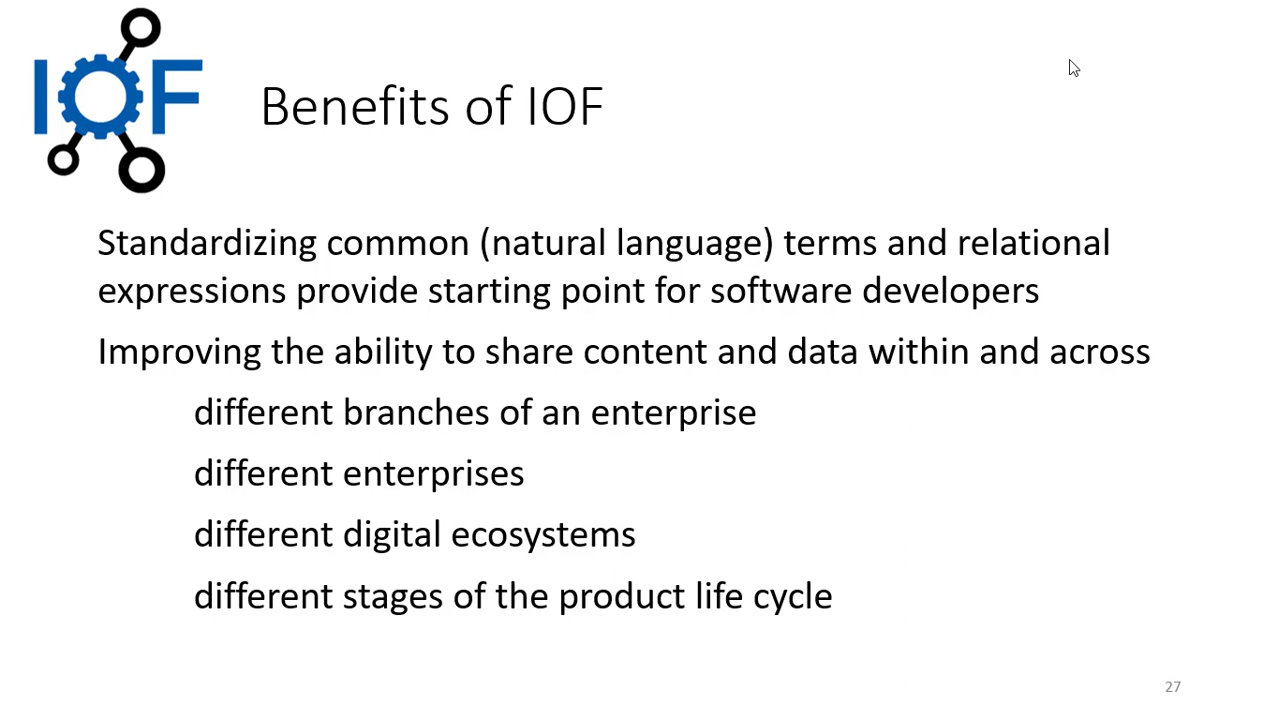 IOF
Benefits of IOF
Standardizing common (natural language) terms and relational
expressions provide starting point for software developers
Improving the ability to share content and data within and across
different branches of an enterprise
different enterprises
different digital ecosystems
different stages of the product life cycle
27